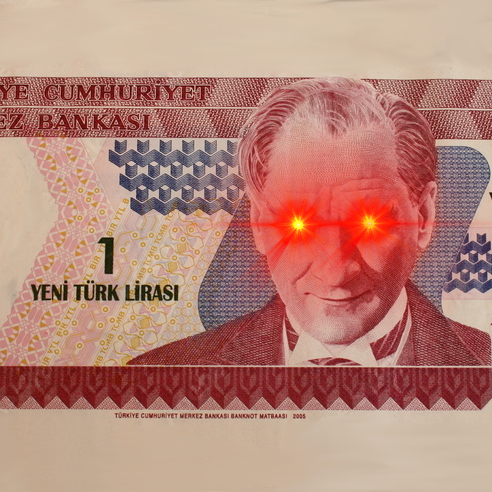 YE CUMHURİYET
EZ BANKASI
1
YENİ TÜRK LİRASI
TÜRKİYE CUMHURİYET MERKEZ BANKASI BANKNOT MATBAASI 2005